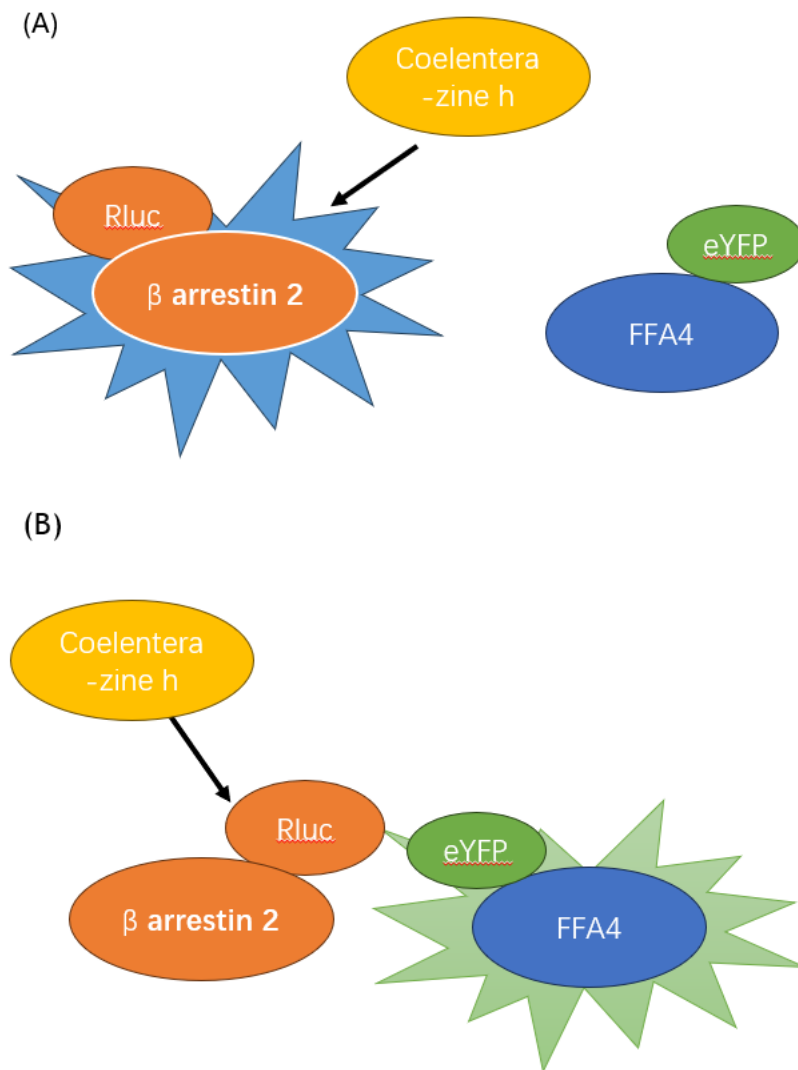 (A)
Coelentera
-zine h
Rluc
eYFP
β arrestin 2
FFA4
(B)
Coelentera
-zine h
Rluc
eYFP
β arrestin 2
FFA4